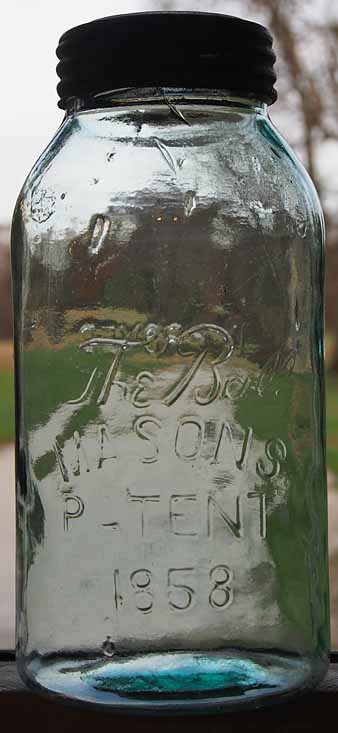 The Ball
MASONS
PATENT
1858